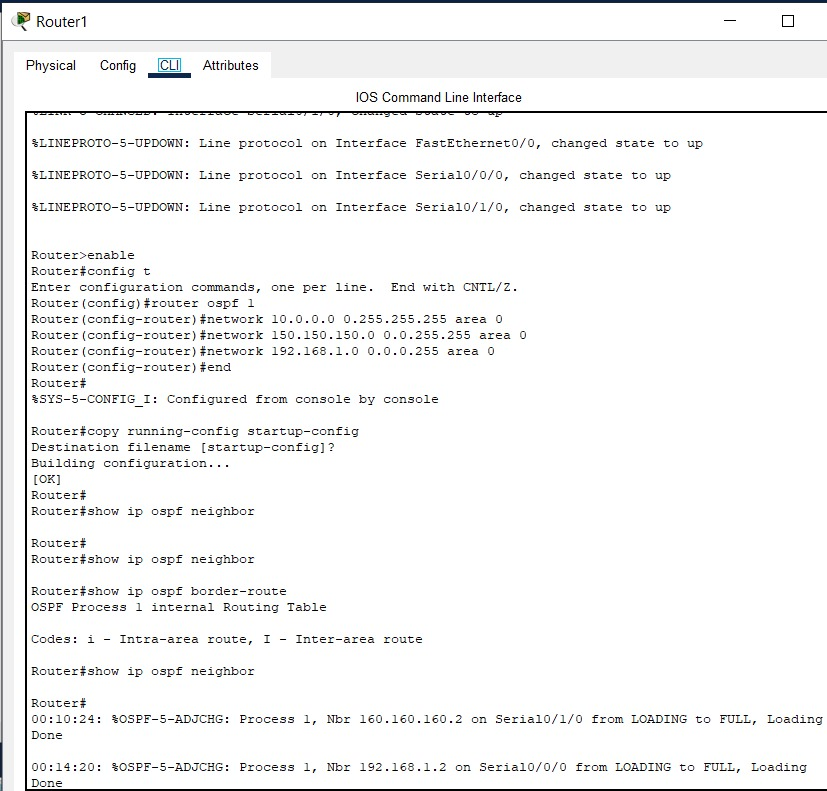 Router1
Physical Config CLI Attributes
IOS Command Line Interface
%LINK-5-CHANGED: Interface Serial0/1/0, changed state to up
%LINEPROTO-5-UPDOWN: Line protocol on Interface FastEthernet0/0, changed state to up
%LINEPROTO-5-UPDOWN: Line protocol on Interface Serial0/0/0, changed state to up
%LINEPROTO-5-UPDOWN: Line protocol on Interface Serial0/1/0, changed state to up
Router>enable
Router#config t
Enter configuration commands, one per line.  End with CNTL/Z.
Router(config)#router ospf 1
Router(config-router)#network 10.0.0.0 0.255.255.255 area 0
Router(config-router)#network 150.150.150.0 0.0.255.255 area 0
Router(config-router)#network 192.168.1.0 0.0.0.255 area 0
Router(config-router)#end
Router#
%SYS-5-CONFIG_I: Configured from console by console
Router#copy running-config startup-config
Destination filename [startup-config]?
Building configuration...
[OK]
Router#
Router#show ip ospf neighbor
Router#
Router#show ip ospf neighbor
Router#show ip ospf border-route
OSPF Process 1 internal Routing Table
Codes: i - Intra-area route, I - Inter-area route
Router#show ip ospf neighbor
Router#
00:10:24: %OSPF-5-ADJCHG: Process 1, Nbr 160.160.160.2 on Serial0/1/0 from LOADING to FULL, Loading
Done
00:14:20: %OSPF-5-ADJCHG: Process 1, Nbr 192.168.1.2 on Serial0/0/0 from LOADING to FULL, Loading
Done